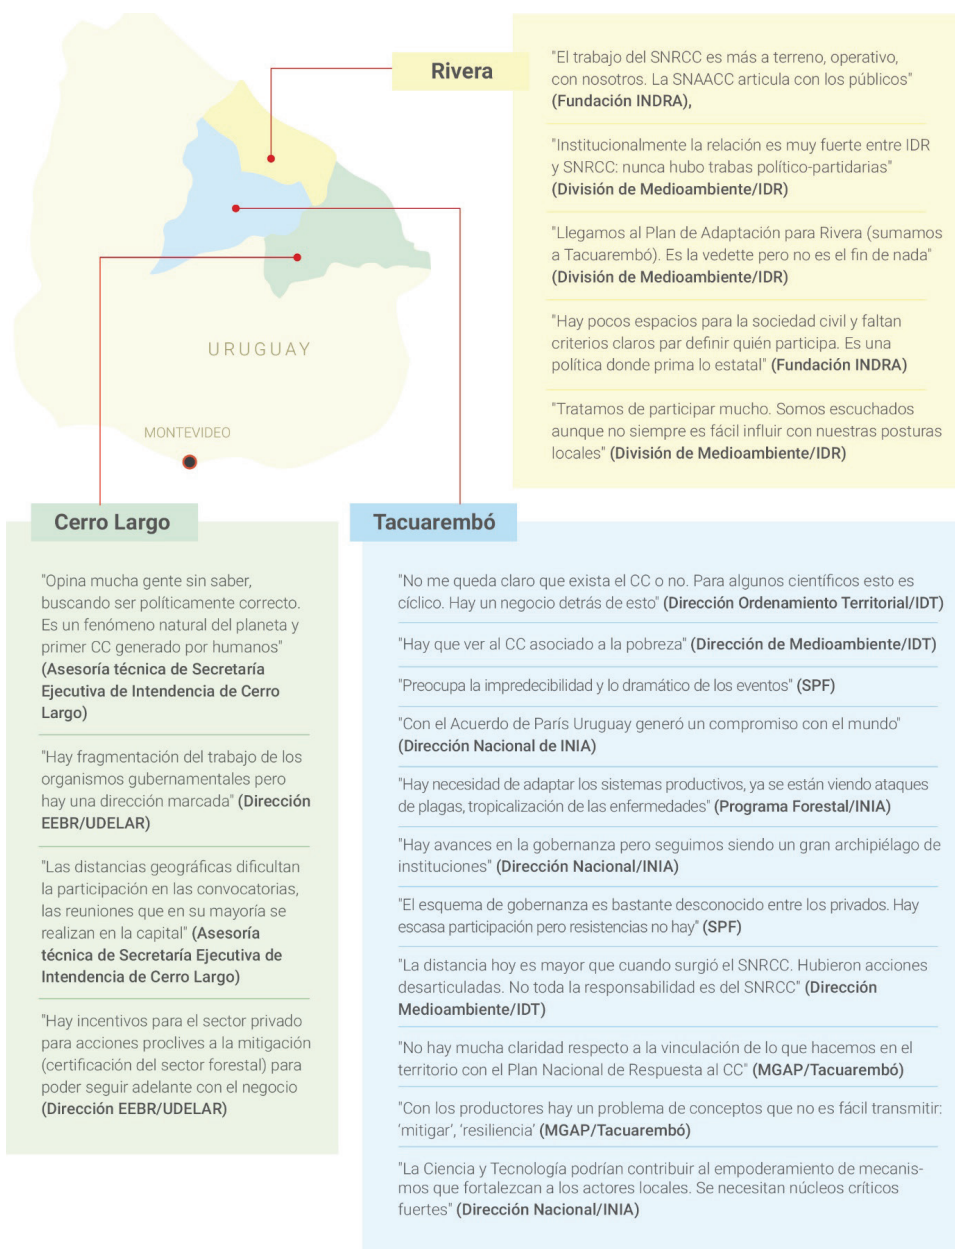 Rivera
"El trabajo del SNRCC es más a terreno, operativo,
con nosotros. La SNAACC articula con los públicos"
(Fundación INDRA),
"Institucionalmente la relación es muy fuerte entre IDR
y SNRCC: nunca hubo trabas político-partidarias"
(División de Medioambiente/IDR)
"Llegamos al Plan de Adaptación para Rivera (sumamos
a Tacuarembó). Es la vedette pero no es el fin de nada"
(División de Medioambiente/IDR)
"Hay pocos espacios para la sociedad civil y faltan
criterios claros par definir quién participa. Es una
política donde prima lo estatal" (Fundación INDRA)
"Tratamos de participar mucho. Somos escuchados
aunque no siempre es fácil influir con nuestras posturas
locales" (División de Medioambiente/IDR)
URUGUAY
MONTEVIDEO
Cerro Largo
"Opina mucha gente sin saber,
buscando ser políticamente correcto.
Es un fenómeno natural del planeta y
primer CC generado por humanos"
(Asesoría técnica de Secretaría
Ejecutiva de Intendencia de Cerro
Largo)
"Hay fragmentación del trabajo de los
organismos gubernamentales pero
hay una dirección marcada" (Dirección
EEBR/UDELAR)
"Las distancias geográficas dificultan
la participación en las convocatorias,
las reuniones que en su mayoría se
realizan en la capital" (Asesoría
técnica de Secretaría Ejecutiva de
Intendencia de Cerro Largo)
"Hay incentivos para el sector privado
para acciones proclives a la mitigación
(certificación del sector forestal) para
poder seguir adelante con el negocio
(Dirección EEBR/UDELAR)
Tacuarembó
"No me queda claro que exista el CC o no. Para algunos científicos esto es
cíclico. Hay un negocio detrás de esto" (Dirección Ordenamiento Territorial/IDT)
"Hay que ver al CC asociado a la pobreza" (Dirección de Medioambiente/IDT)
"Preocupa la impredecibilidad y lo dramático de los eventos" (SPF)
"Con el Acuerdo de París Uruguay generó un compromiso con el mundo"
(Dirección Nacional de INIA)
"Hay necesidad de adaptar los sistemas productivos, ya se están viendo ataques
de plagas, tropicalización de las enfermedades" (Programa Forestal/INIA)
"Hay avances en la gobernanza pero seguimos siendo un gran archipiélago de
instituciones" (Dirección Nacional/INIA)
"El esquema de gobernanza es bastante desconocido entre los privados. Hay
escasa participación pero resistencias no hay" (SPF)
"La distancia hoy es mayor que cuando surgió el SNRCC. Hubieron acciones
desarticuladas. No toda la responsabilidad es del SNRCC" (Dirección
Medioambiente/IDT)
"No hay mucha claridad respecto a la vinculación de lo que hacemos en el
territorio con el Plan Nacional de Respuesta al CC" (MGAP/Tacuarembó)
"Con los productores hay un problema de conceptos que no es fácil transmitir:
'mitigar', 'resiliencia' (MGAP/Tacuarembó)
"La Ciencia y Tecnología podrían contribuir al empoderamiento de mecanis-
mos que fortalezcan a los actores locales. Se necesitan núcleos críticos
fuertes" (Dirección Nacional/INIA)